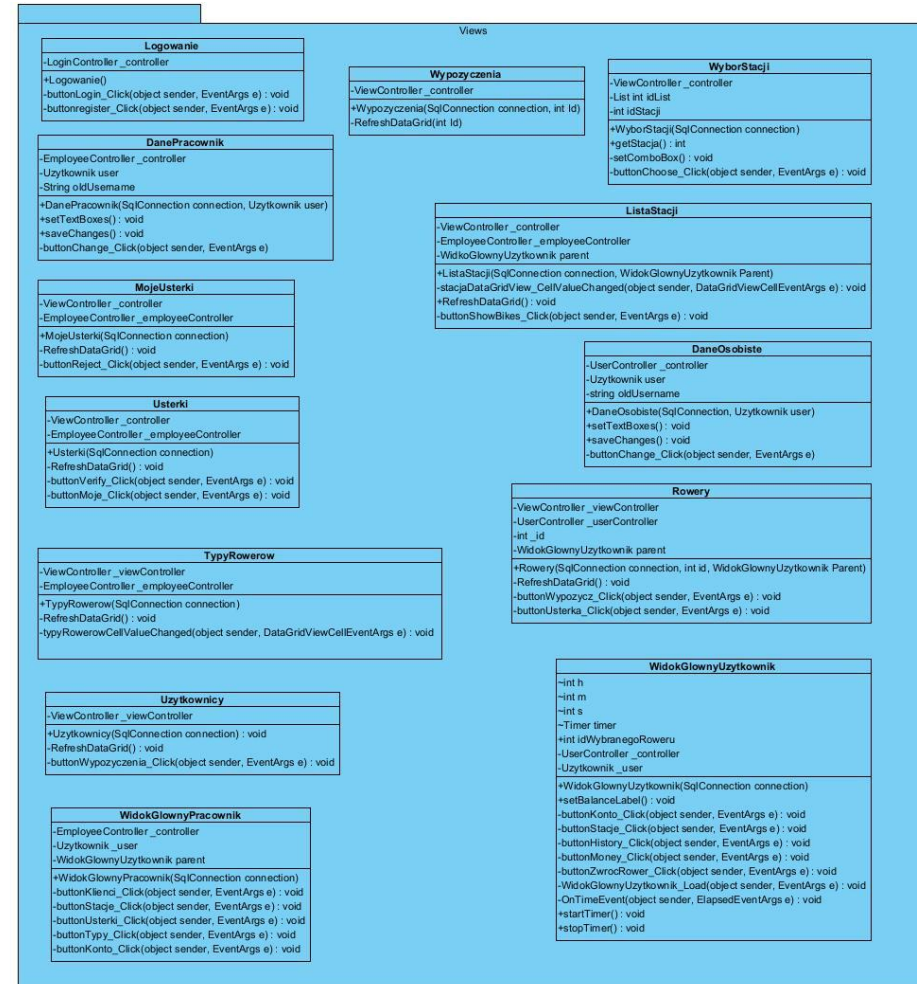 Views
Logowanie
-LoginController _controller
+Logowanie()
-buttonLogin_Click(object sender, EventArgs e) : void
-buttonregister_Click(object sender, EventArgs e) : void
Wypozyczenia
-ViewController _controller
+Wypozyczenia(SqlConnection connection, int Id)
-RefreshDataGrid(int Id)
WyborStacji
-ViewController _controller
-List int idList
-int idStacji
+WyborStacji(SqlConnection connection)
+getStacja() : int
-setComboBox() : void
-buttonChoose_Click(object sender, EventArgs e) : void
DanePracownik
-EmployeeController _controller
-Uzytkownik user
-String oldUsername
+DanePracownik(SqlConnection connection, Uzytkownik user)
+setTextBoxes() : void
+saveChanges() : void
-buttonChange_Click(object sender, EventArgs e)
ListaStacji
-ViewController _controller
-EmployeeController _employeeController
-WidkoGlownyUzytkownik parent
+ListaStacji(SqlConnection connection, WidokGlownyUzytkownik Parent)
-stacjaDataGridView_CellValueChanged(object sender, DataGridViewCellEventArgs e) : void
+RefreshDataGrid() : void
-buttonShowBikes_Click(object sender, EventArgs e) : void
MojeUsterki
-ViewController _controller
-EmployeeController _employeeController
+MojeUsterki(SqlConnection connection)
-RefreshDataGrid() : void
-buttonReject_Click(object sender, EventArgs e) : void
DaneOsobiste
-UserController _controller
-Uzytkownik user
-string oldUsername
+DaneOsobiste(SqlConnection, Uzytkownik user)
+setTextBoxes() : void
+saveChanges() : void
-buttonChange_Click(object sender, EventArgs e)
Usterki
-ViewController _controller
-EmployeeController _employeeController
+Usterki(SqlConnection connection)
-RefreshDataGrid() : void
-buttonVerify_Click(object sender, EventArgs e) : void
-buttonMoje_Click(object sender, EventArgs e) : void
Rowery
-ViewController _viewController
-UserController _userController
-int _id
-WidokGlownyUzytkownik parent
+Rowery(SqlConnection connection, int id, WidokGlownyUzytkownik Parent)
-RefreshDataGrid() : void
-buttonWypozycz_Click(object sender, EventArgs e) : void
-buttonUsterka_Click(object sender, EventArgs e) : void
TypyRowerow
-ViewController _viewController
-EmployeeController _employeeController
+TypyRowerow(SqlConnection connection)
-RefreshDataGrid() : void
-typyRowerowCellValueChanged(object sender, DataGridViewCellEventArgs e) : void
Uzytkownicy
-ViewController _viewController
+Uzytkownicy(SqlConnection connection) : void
-RefreshDataGrid() : void
-buttonWypozyczenia_Click(object sender, EventArgs e) : void
WidokGlownyUzytkownik
~int h
~int m
~int s
~Timer timer
+int idWybranegoRoweru
-UserController _controller
-Uzytkownik _user
+WidokGlownyUzytkownik(SqlConnection connection)
+setBalanceLabel() : void
-buttonKonto_Click(object sender, EventArgs e) : void
-buttonStacje_Click(object sender, EventArgs e) : void
-buttonHistory_Click(object sender, EventArgs e) : void
-buttonMoney_Click(object sender, EventArgs e) : void
-buttonZwrocRower_Click(object sender, EventArgs e) : void
-WidokGlownyUzytkownik_Load(object sender, EventArgs e) : void
-OnTimeEvent(object sender, ElapsedEventArgs e) : void
+startTimer() : void
+stopTimer() : void
WidokGlownyPracownik
-EmployeeController _controller
-Uzytkownik _user
-WidokGlownyUzytkownik parent
+WidokGlownyPracownik(SqlConnection connection)
-buttonKlienci_Click(object sender, EventArgs e) : void
-buttonStacje_Click(object sender, EventArgs e) : void
-buttonUsterki_Click(object sender, EventArgs e) : void
-buttonTypy_Click(object sender, EventArgs e) : void
-buttonKonto_Click(object sender, EventArgs e) : void